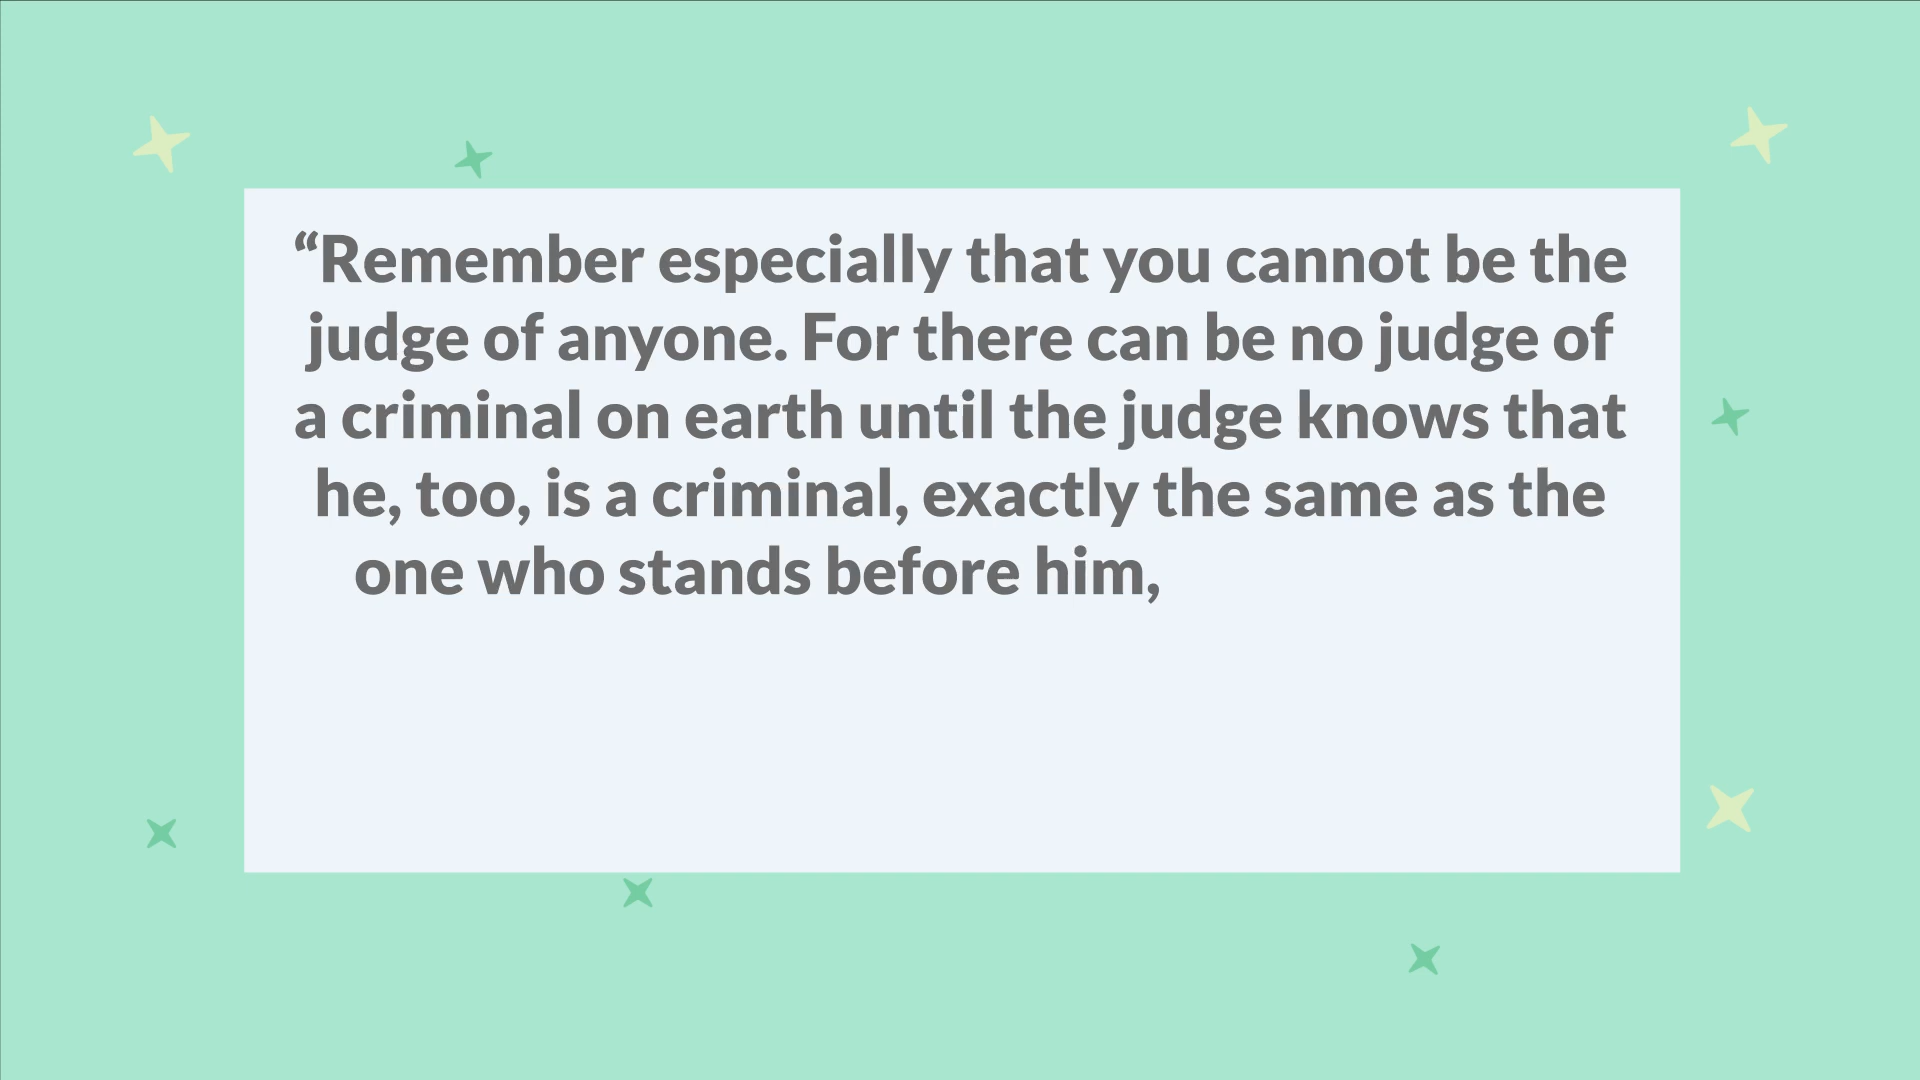 “Remember especially that you cannot be the
judge of anyone. For there can be no judge of
a criminal on earth until the judge knows that
he, too, is a criminal, exactly the same as the
one who stands before him,